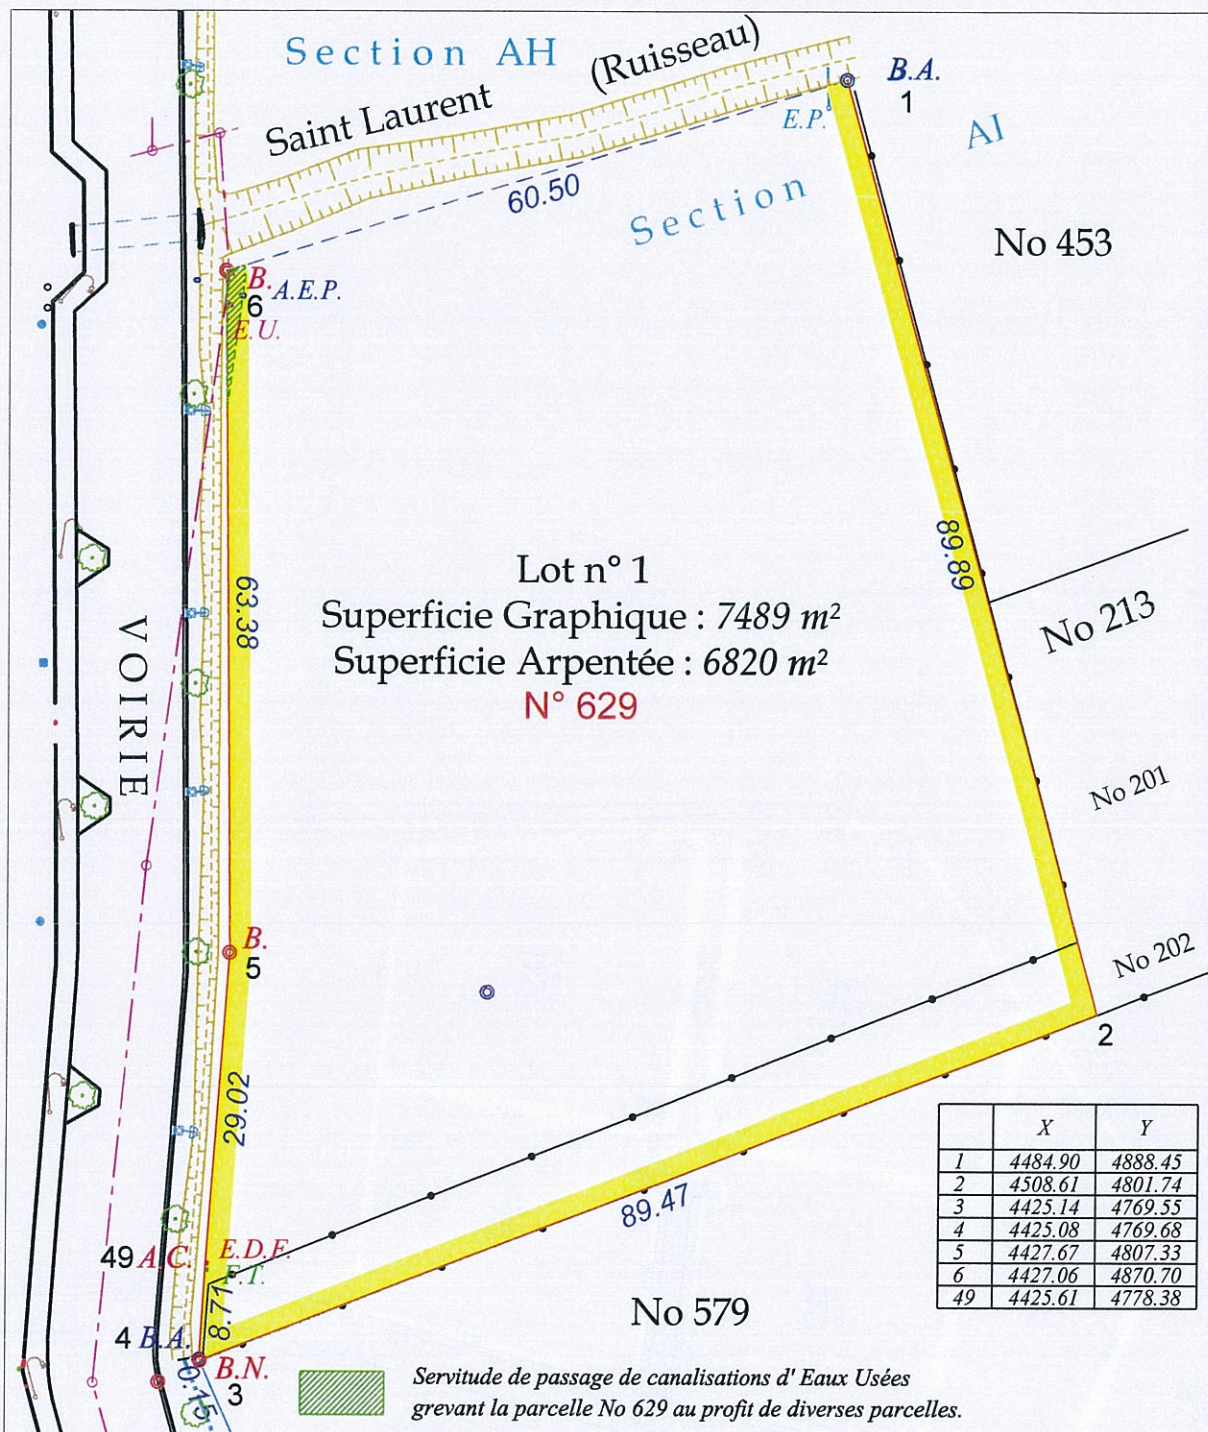 Section AH
(Ruisseau)
Saint Laurent
B.A.
1
E.P.
AI
60.50
Section
No 453
B.
A.E.P.
6
E.U.
89.89
63.38
Lot n° 1
Superficie Graphique : 7489 m²
Superficie Arpentée : 6820 m²
N° 629
No 213
VOIRIE
No 201
B.
5
No 202
2
29.02
89.47
X Y
1 4484.90 4888.45
2 4508.61 4801.74
3 4425.14 4769.55
4 4425.08 4769.68
5 4427.67 4807.33
6 4427.06 4870.70
49 4425.61 4778.38
49 A.C.
E.D.F.
F.T.
8.71
No 579
4 B.A.
B.N.
3
0.15
Servitude de passage de canalisations d' Eaux Usées
grevant la parcelle No 629 au profit de diverses parcelles.